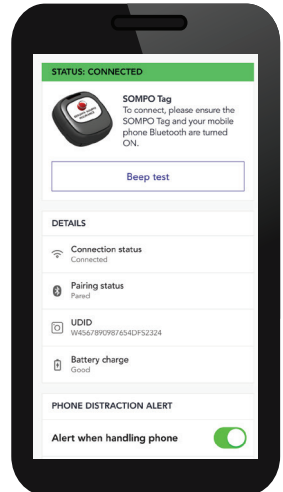 STATUS: CONNECTED
SOMPO Tag
To connect, please ensure the
SOMPO Tag and your mobile
phone Bluetooth are turned
ON.
Beep test
DETAILS
Connection status
Connected
Pairing status
Pared
UDID
W4567890987654DFS2324
Battery charge
Good
PHONE DISTRACTION ALERT
Alert when handling phone